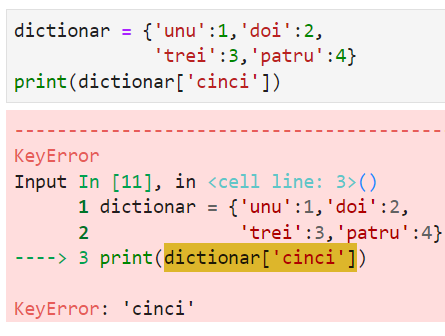 dictionar = {'unu':1,'doi':2,
'trei':3,'patru':4}
print(dictionar['cinci'])
---------------------------------------
KeyError
Input In [11], in <cell line: 3>()
1 dictionar = {'unu':1,'doi':2,
2 'trei':3,'patru':4}
----> 3 print(dictionar['cinci'])
KeyError: 'cinci'